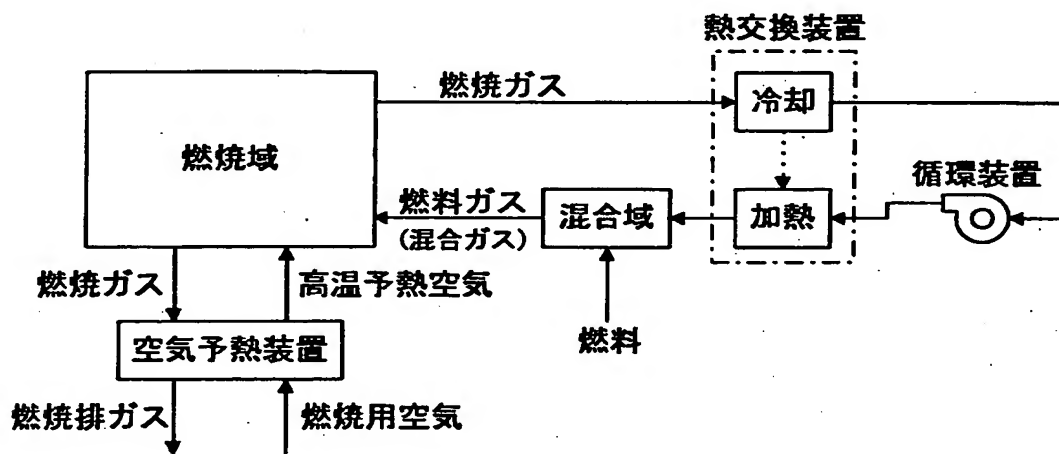 熱交換装置
燃焼ガス
冷却
燃焼域
循環装置
燃料ガス
(混合ガス)
混合域
加熱
燃焼ガス
高温予熱空気
燃料
空気予熱装置
燃焼排ガス
燃焼用空気